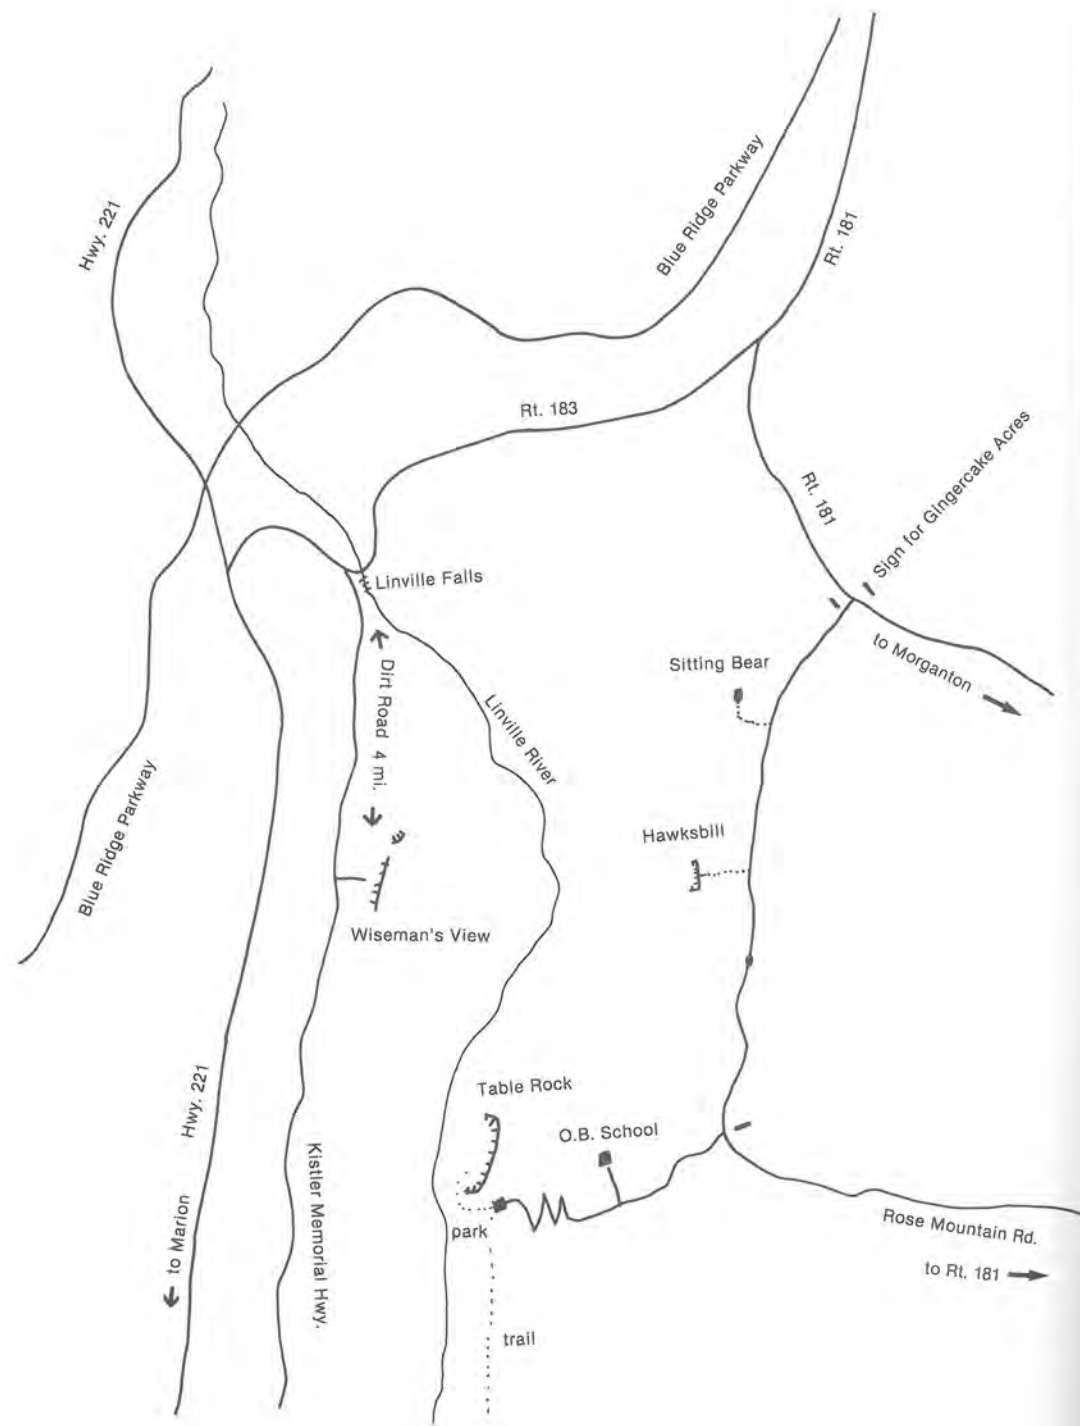 Hwy. 221
Blue Ridge Parkway
Rt. 181
Rt. 183
Rt. 181
Sign for Gingercake Acres
Linville Falls
to Morganton
Sitting Bear
Dirt Road 4 mi.
Linville River
Blue Ridge Parkway
Hawksbill
Wiseman's View
Hwy. 221
Table Rock
O.B. School
to Marion
Kistler Memorial Hwy.
park
Rose Mountain Rd.
to Rt. 181
trail